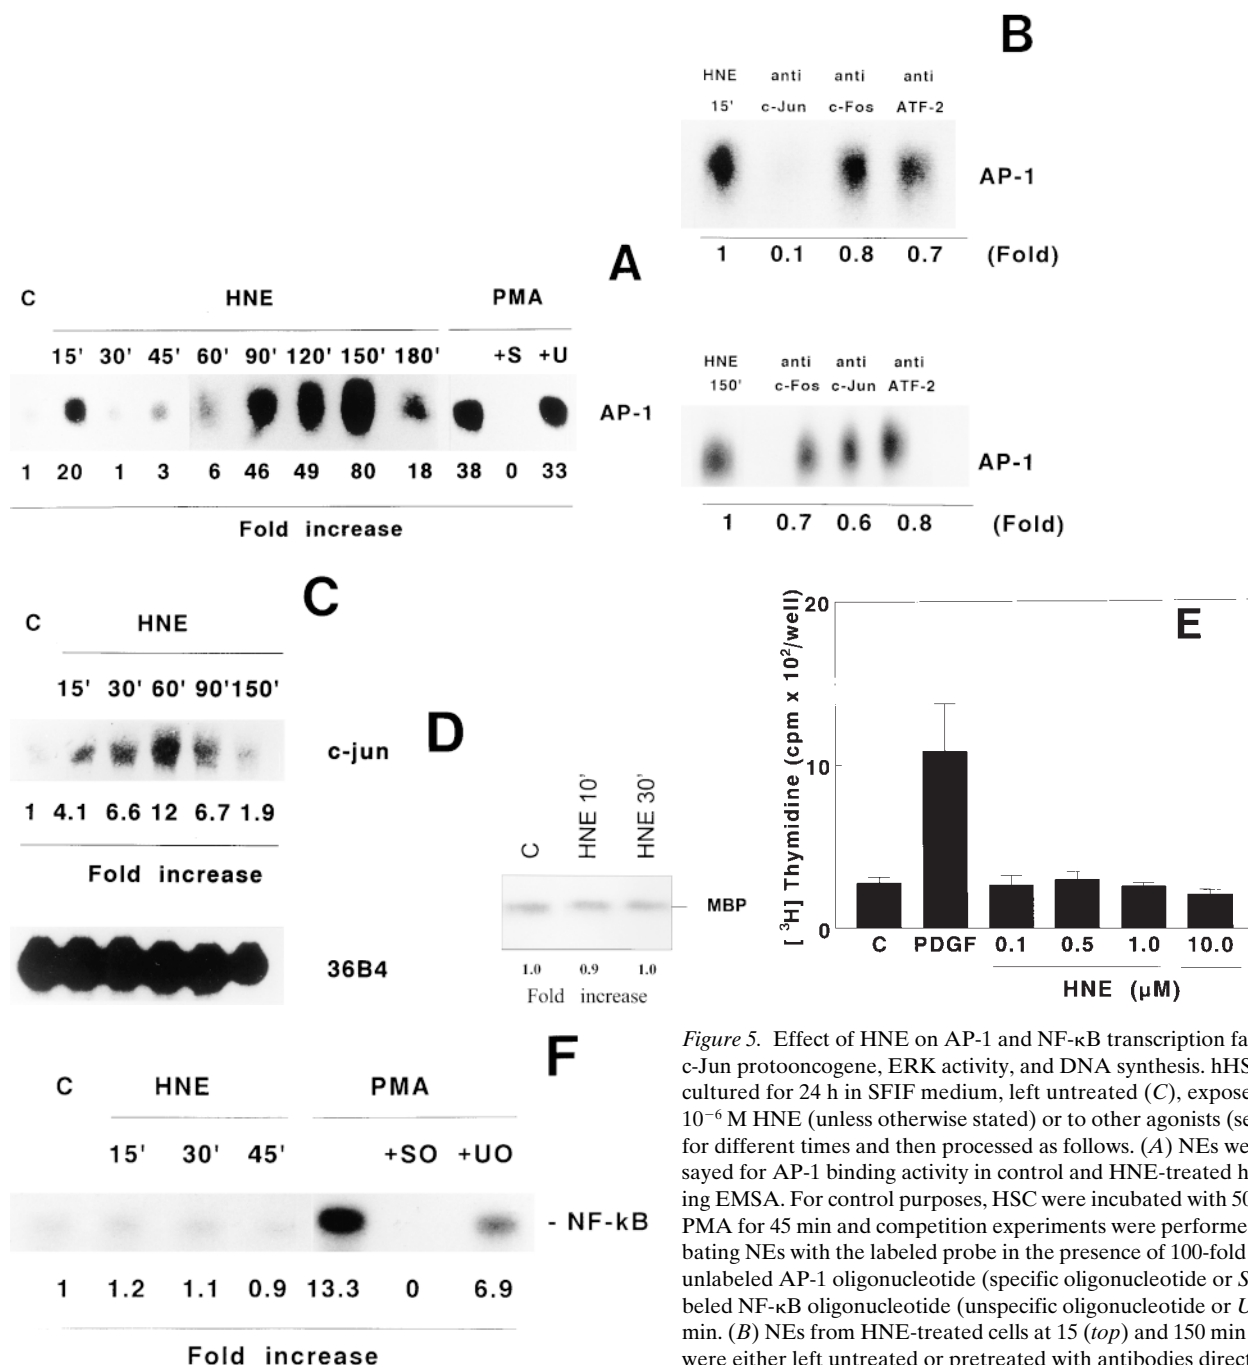 B
HNE anti anti anti
15' c-Jun c-Fos ATF-2
AP-1
1 0.1 0.8 0.7 (Fold)
A
C HNE PMA
15' 30' 45' 60' 90' 120' 150' 180' +S +U
AP-1
1 20 1 3 6 46 49 80 18 38 0 33
Fold increase
HNE anti anti anti
150' c-Fos c-Jun ATF-2
AP-1
1 0.7 0.6 0.8 (Fold)
C
C HNE
15' 30' 60' 90' 150'
c-jun
1 4.1 6.6 12 6.7 1.9
Fold increase
36B4
D
C HNE 10' HNE 30'
MBP
1.0 0.9 1.0
Fold increase
E
[ ³H] Thymidine (cpm x 10²/well)
20
10
0
C PDGF 0.1 0.5 1.0 10.0
HNE (µM)
F
C HNE PMA
15' 30' 45' +SO +UO
- NF-kB
1 1.2 1.1 0.9 13.3 0 6.9
Fold increase
Figure 5. Effect of HNE on AP-1 and NF-κB transcription fa
c-Jun protooncogene, ERK activity, and DNA synthesis. hHS
cultured for 24 h in SFIF medium, left untreated (C), expose
10⁻⁶ M HNE (unless otherwise stated) or to other agonists (se
for different times and then processed as follows. (A) NEs we
sayed for AP-1 binding activity in control and HNE-treated h
ing EMSA. For control purposes, HSC were incubated with 50
PMA for 45 min and competition experiments were performe
bating NEs with the labeled probe in the presence of 100-fold
unlabeled AP-1 oligonucleotide (specific oligonucleotide or S
beled NF-κB oligonucleotide (unspecific oligonucleotide or U
min. (B) NEs from HNE-treated cells at 15 (top) and 150 min
were either left untreated or pretreated with antibodies direct